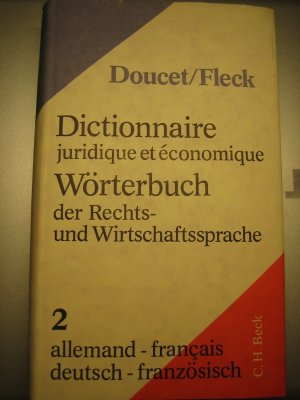 Doucet/Fleck
Dictionnaire
juridique et économique
Wörterbuch
der Rechts-
und Wirtschaftssprache
2
allemand - français
deutsch - französisch
C. H. Beck